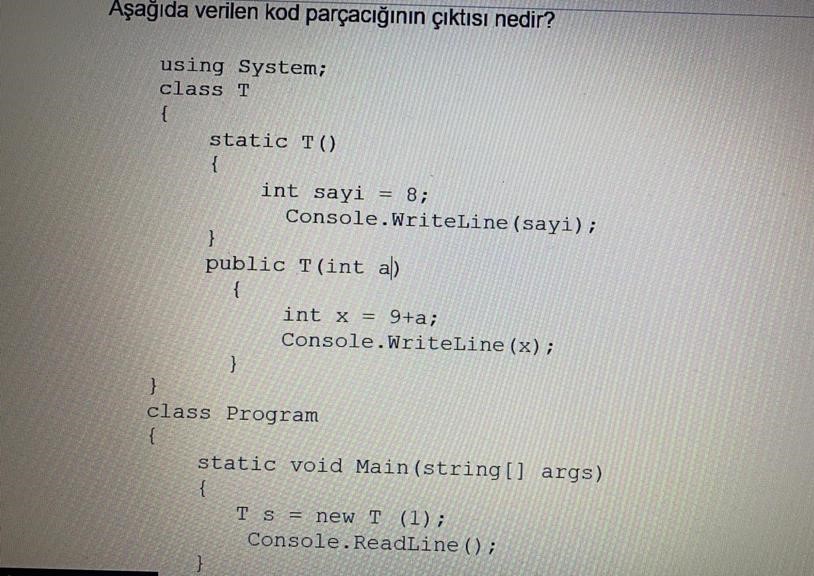 Aşağıda verilen kod parçacığının çıktısı nedir?
using System;
class T
{
static T()
{
int sayi = 8;
Console.WriteLine(sayi);
}
public T(int a)
{
int x = 9+a;
Console.WriteLine(x);
}
}
class Program
{
static void Main(string[] args)
{
T s = new T (1);
Console.ReadLine();
}